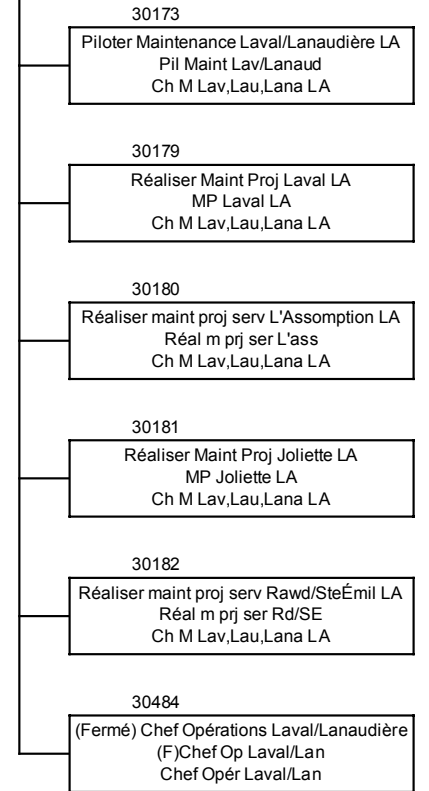 30173
Piloter Maintenance Laval/Lanaudière LA
Pil Maint Lav/Lanaud
Ch M Lav,Lau,Lana LA
30179
Réaliser Maint Proj Laval LA
MP Laval LA
Ch M Lav,Lau,Lana LA
30180
Réaliser maint proj serv L'Assomption LA
Réal m prj ser L'ass
Ch M Lav,Lau,Lana LA
30181
Réaliser Maint Proj Joliette LA
MP Joliette LA
Ch M Lav,Lau,Lana LA
30182
Réaliser maint proj serv Rawd/SteÉmil LA
Réal m prj ser Rd/SE
Ch M Lav,Lau,Lana LA
30484
(Fermé) Chef Opérations Laval/Lanaudière
(F)Chef Op Laval/Lan
Chef Opér Laval/Lan